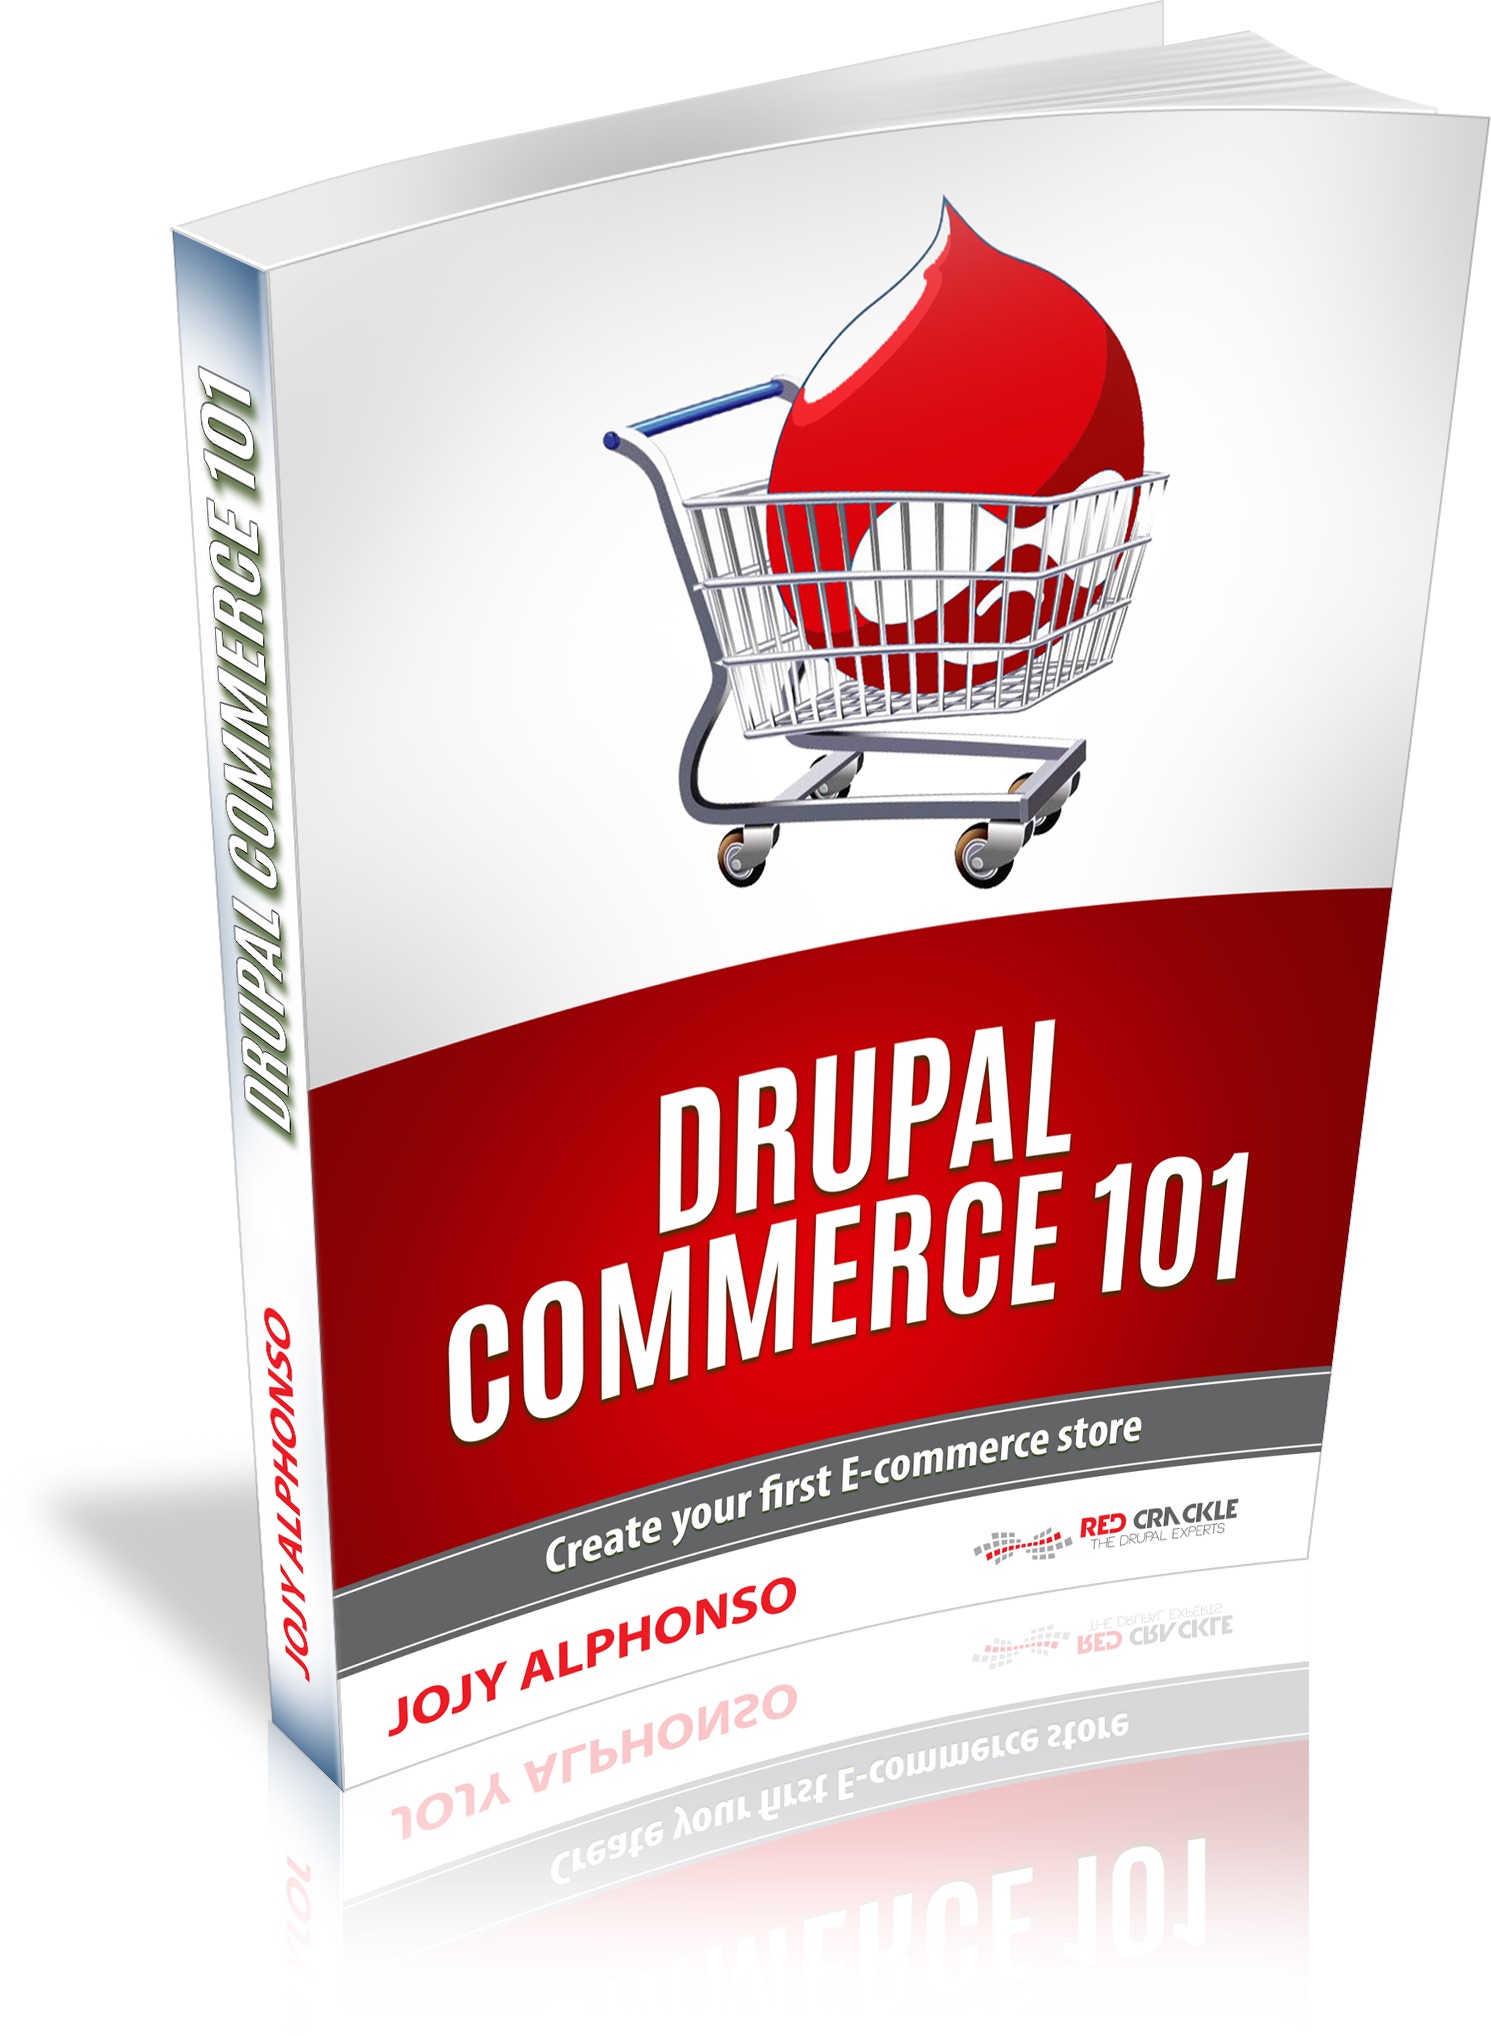 DRUPAL COMMERCE 101
JOJY ALPHONSO
DRUPAL
COMMERCE 101
Create your first E-commerce store
RED CRACKLE
THE DRUPAL EXPERTS
JOJY ALPHONSO